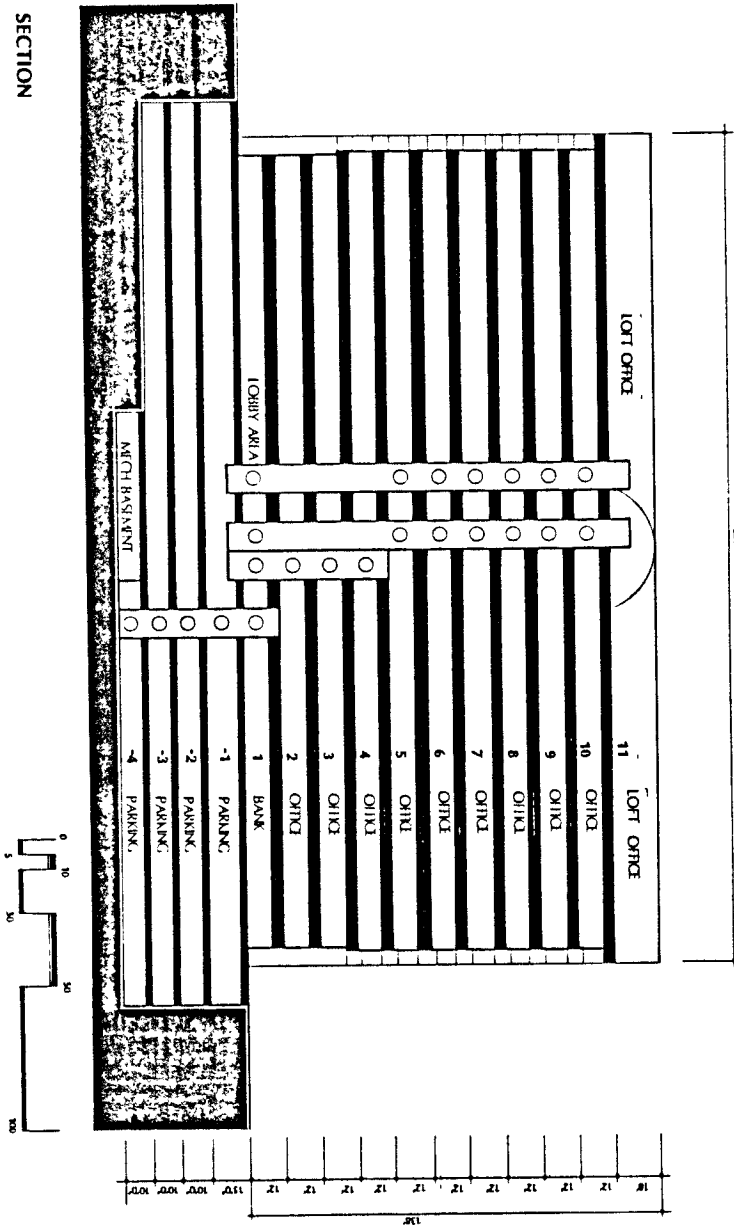 SECTION
LOFT OFFICE
11 LOFT OFFICE
10 OFFICE
9 OFFICE
8 OFFICE
7 OFFICE
6 OFFICE
5 OFFICE
4 OFFICE
3 OFFICE
2 OFFICE
LOBBY AREA
1 BANK
-1 PARKING
-2 PARKING
-3 PARKING
MECH BASEMENT
-4 PARKING
18'
12'
12'
12'
12'
12'
12'
12'
12'
12'
12'
138'
15'0"
10'0"
10'0"
10'0"
0 10 30 50 100
5